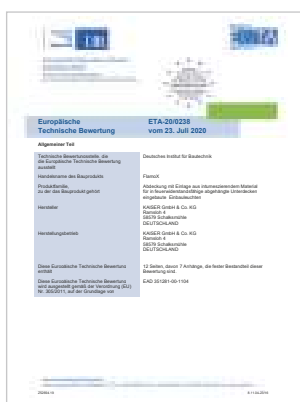 Europäische
Technische Bewertung
ETA-20/0238
vom 23. Juli 2020
Allgemeiner Teil
Technische Bewertungsstelle, die
die Europäische Technische Bewertung
ausstellt
Deutsches Institut für Bautechnik
Handelsname des Bauprodukts
FlamoX
Produktfamilie,
zu der das Bauprodukt gehört
Abdeckung mit Einlage aus intumeszierendem Material
für in feuerwiderstandsfähige abgehängte Unterdecken
eingebaute Einbauleuchten
Hersteller
KAISER GmbH & Co. KG
Ramsloh 4
58579 Schalksmühle
DEUTSCHLAND
Herstellungsbetrieb
KAISER GmbH & Co. KG
Ramsloh 4
58579 Schalksmühle
DEUTSCHLAND
Diese Europäische Technische Bewertung
enthält
12 Seiten, davon 7 Anhänge, die fester Bestandteil dieser
Bewertung sind.
Diese Europäische Technische Bewertung
wird ausgestellt gemäß der Verordnung (EU)
Nr. 305/2011, auf der Grundlage von
EAD 351281-00-1104